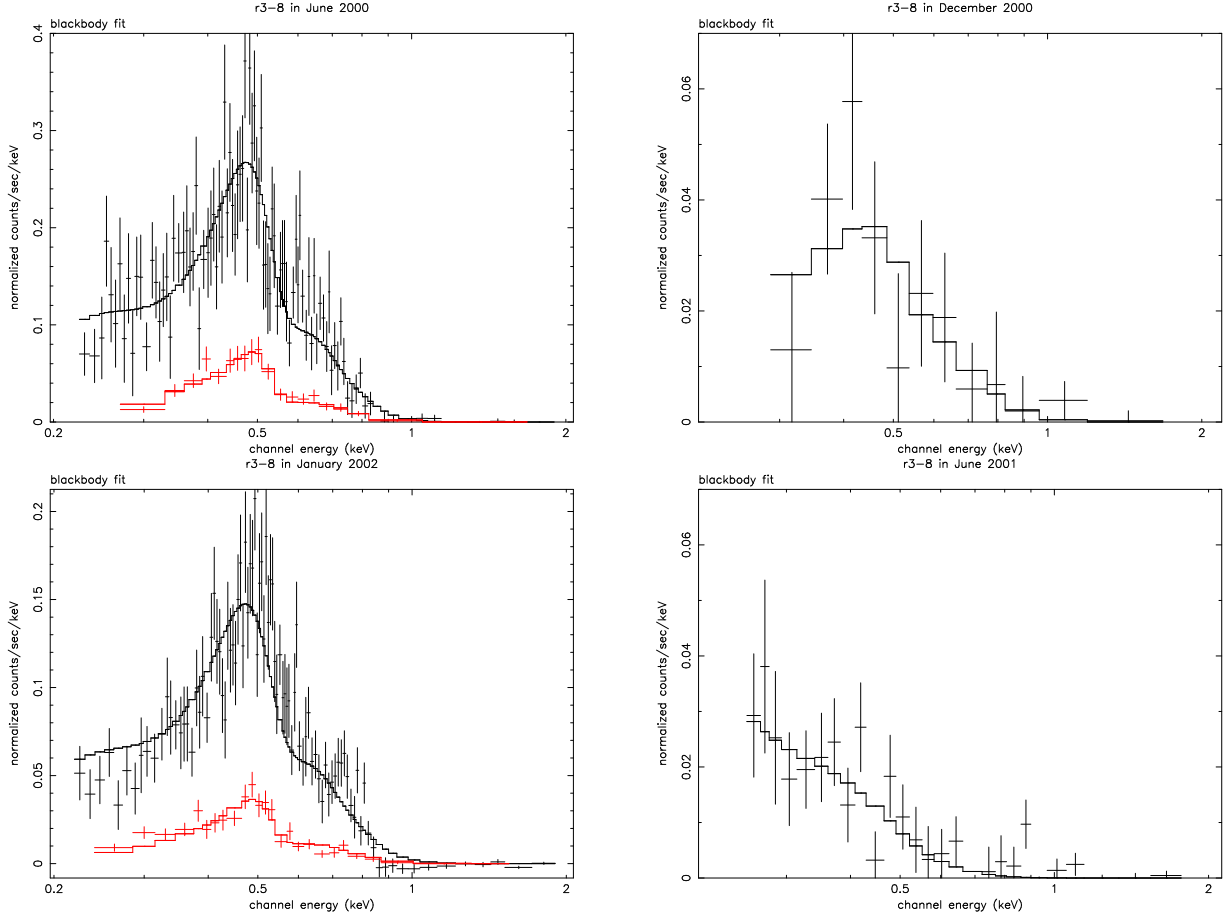 r3-8 in June 2000
blackbody fit
0.4
0.3
0.2
0.1
0
normalized counts/sec/keV
0.2
0.5
1
2
channel energy (keV)
r3-8 in December 2000
blackbody fit
0.06
0.04
0.02
0
normalized counts/sec/keV
0.5
1
2
channel energy (keV)
r3-8 in January 2002
blackbody fit
0.2
0.15
0.1
0.05
0
normalized counts/sec/keV
0.2
0.5
1
2
channel energy (keV)
r3-8 in June 2001
blackbody fit
0.06
0.04
0.02
0
normalized counts/sec/keV
0.5
1
2
channel energy (keV)